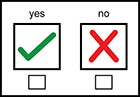 yes no